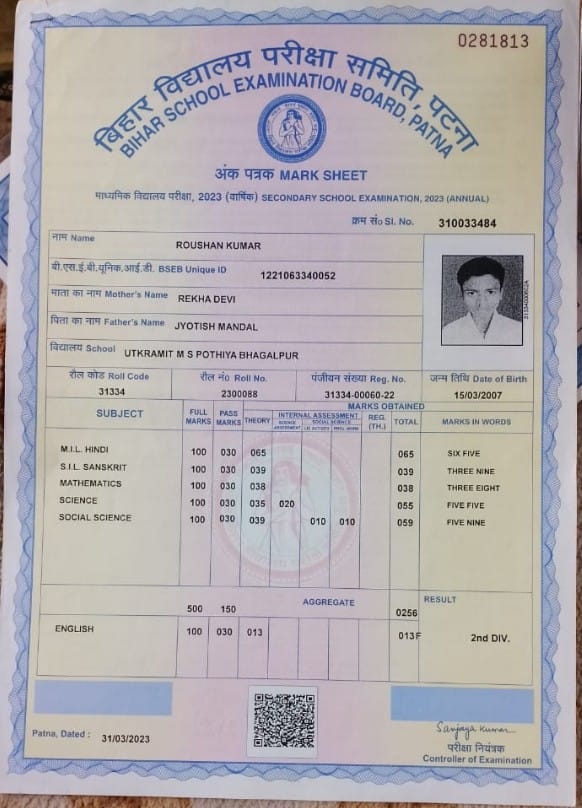 0281813
बिहार विद्यालय परीक्षा समिति, पटना
BIHAR SCHOOL EXAMINATION BOARD, PATNA
अंक पत्रक MARK SHEET
माध्यमिक विद्यालय परीक्षा, 2023 (वार्षिक) SECONDARY SCHOOL EXAMINATION, 2023 (ANNUAL)
क्रम सं० Sl. No. 310033484
नाम Name ROUSHAN KUMAR
बी.एस.ई.बी.यूनिक.आई.डी. BSEB Unique ID 1221063340052
माता का नाम Mother's Name REKHA DEVI
पिता का नाम Father's Name JYOTISH MANDAL
विद्यालय School UTKRAMIT M S POTHIYA BHAGALPUR
रौल कोड Roll Code रौल नं० Roll No. पंजीयन संख्या Reg. No. जन्म तिथि Date of Birth
31334 2300088 31334-00060-22 15/03/2007
MARKS OBTAINED
SUBJECT FULL MARKS PASS MARKS THEORY INTERNAL ASSESSMENT SCIENCE SOCIAL SCIENCE REG. (TH.) TOTAL MARKS IN WORDS
M.I.L. HINDI 100 030 065 065 SIX FIVE
S.I.L. SANSKRIT 100 030 039 039 THREE NINE
MATHEMATICS 100 030 038 038 THREE EIGHT
SCIENCE 100 030 035 020 055 FIVE FIVE
SOCIAL SCIENCE 100 030 039 010 010 059 FIVE NINE
500 150 AGGREGATE 0256 RESULT
ENGLISH 100 030 013 013F 2nd DIV.
Patna, Dated : 31/03/2023
Sanjaya Kumar
परीक्षा नियंत्रक
Controller of Examination